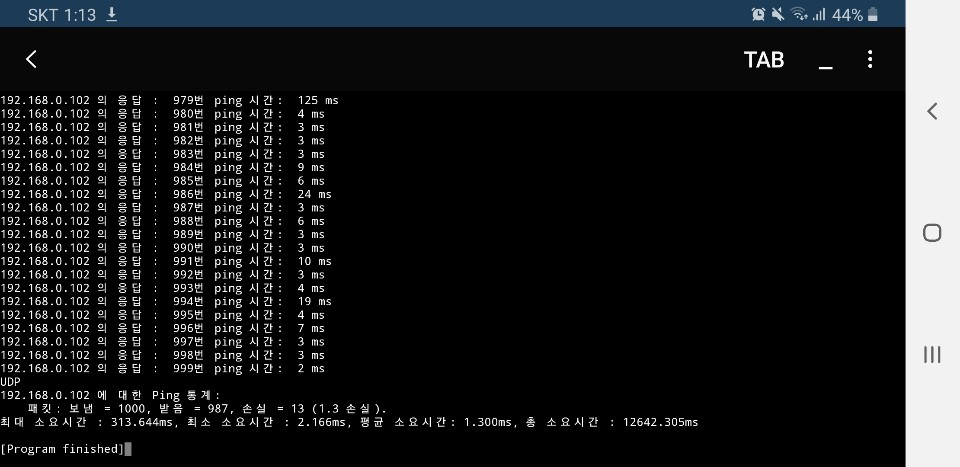 SKT 1:13
44%
TAB
192.168.0.102 의 응답 : 979번 ping 시간: 125 ms
192.168.0.102 의 응답 : 980번 ping 시간: 4 ms
192.168.0.102 의 응답 : 981번 ping 시간: 3 ms
192.168.0.102 의 응답 : 982번 ping 시간: 3 ms
192.168.0.102 의 응답 : 983번 ping 시간: 3 ms
192.168.0.102 의 응답 : 984번 ping 시간: 9 ms
192.168.0.102 의 응답 : 985번 ping 시간: 6 ms
192.168.0.102 의 응답 : 986번 ping 시간: 24 ms
192.168.0.102 의 응답 : 987번 ping 시간: 3 ms
192.168.0.102 의 응답 : 988번 ping 시간: 6 ms
192.168.0.102 의 응답 : 989번 ping 시간: 3 ms
192.168.0.102 의 응답 : 990번 ping 시간: 3 ms
192.168.0.102 의 응답 : 991번 ping 시간: 10 ms
192.168.0.102 의 응답 : 992번 ping 시간: 3 ms
192.168.0.102 의 응답 : 993번 ping 시간: 4 ms
192.168.0.102 의 응답 : 994번 ping 시간: 19 ms
192.168.0.102 의 응답 : 995번 ping 시간: 4 ms
192.168.0.102 의 응답 : 996번 ping 시간: 7 ms
192.168.0.102 의 응답 : 997번 ping 시간: 3 ms
192.168.0.102 의 응답 : 998번 ping 시간: 3 ms
192.168.0.102 의 응답 : 999번 ping 시간: 2 ms
UDP
192.168.0.102 에 대한 Ping 통계:
패킷: 보냄 = 1000, 받음 = 987, 손실 = 13 (1.3 손실).
최대 소요시간 : 313.644ms, 최소 소요시간 : 2.166ms, 평균 소요시간: 1.300ms, 총 소요시간 : 12642.305ms
[Program finished]